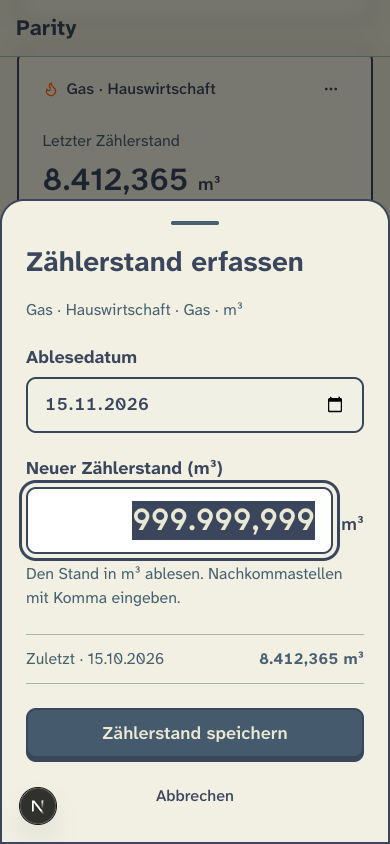 Parity
Gas · Hauswirtschaft
...
Letzter Zählerstand
8.412,365 m³
Zählerstand erfassen
Gas · Hauswirtschaft · Gas · m³
Ablesedatum
15.11.2026
Neuer Zählerstand (m³)
999.999,999 m³
Den Stand in m³ ablesen. Nachkommastellen
mit Komma eingeben.
Zuletzt · 15.10.2026 8.412,365 m³
Zählerstand speichern
Abbrechen
N